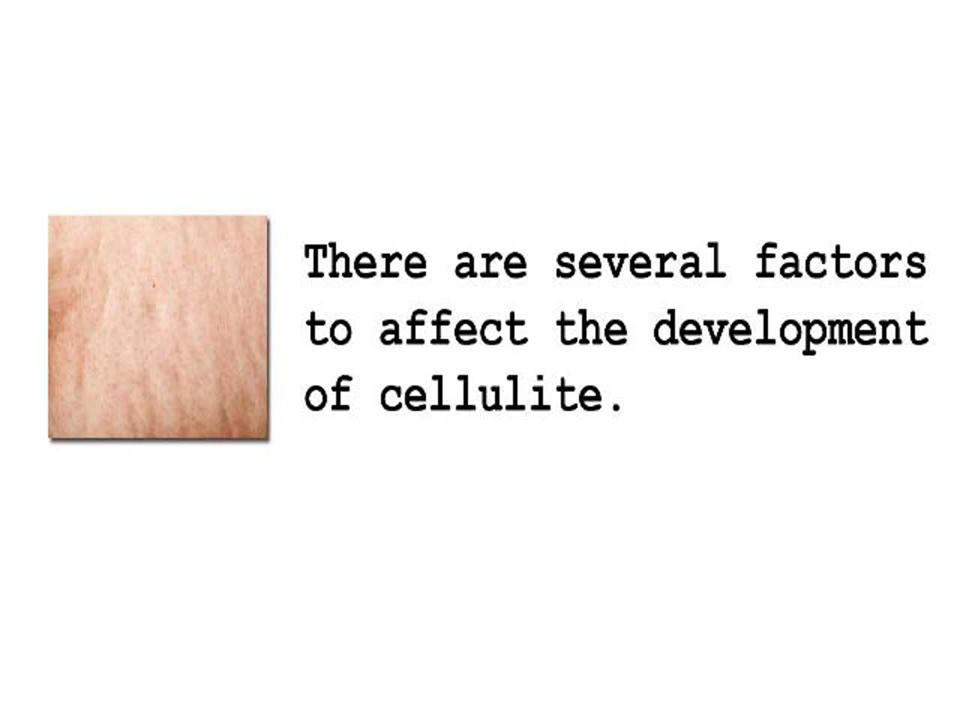 There are several factors
to affect the development
of cellulite.